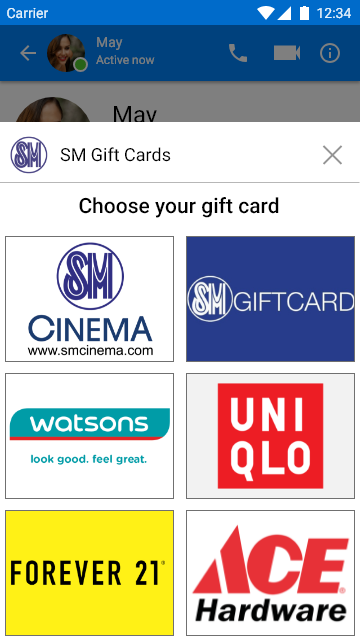 Carrier
12:34
May
Active now
May
SM SM Gift Cards
Choose your gift card
SM
CINEMA
www.smcinema.com
SM GIFTCARD
watsons
look good. feel great.
UNI
QLO
FOREVER 21®
ACE
Hardware